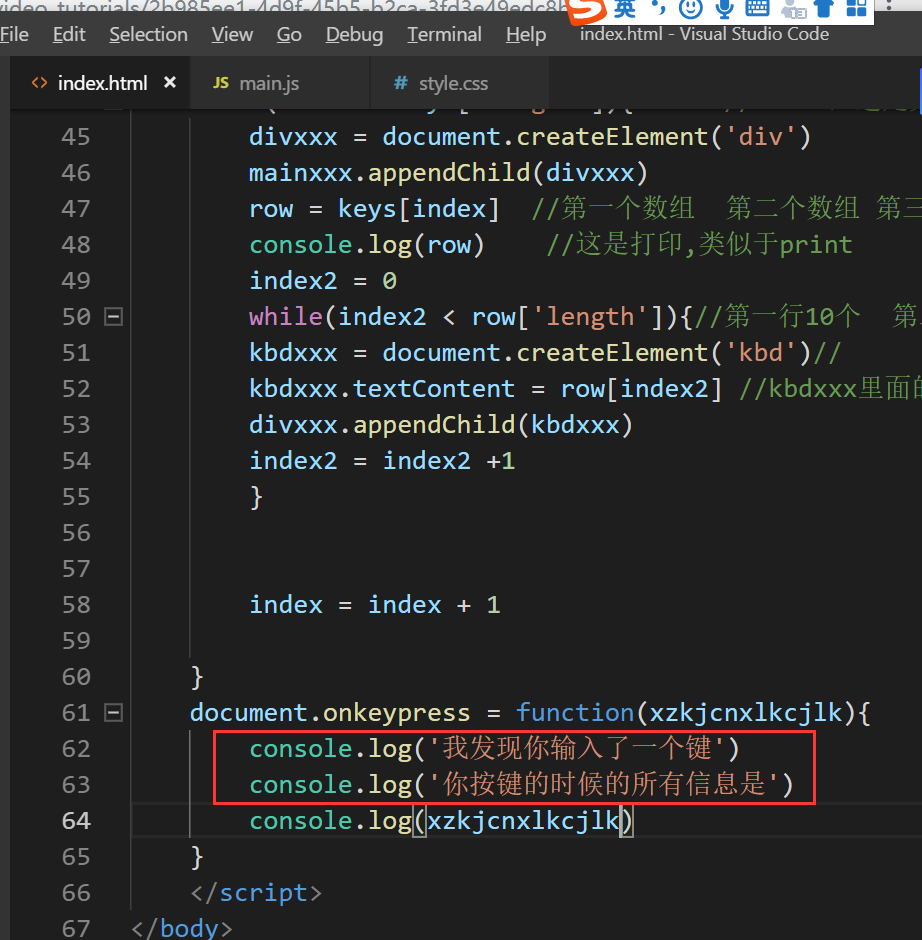 video_tutorials/2b985ee1-4d9f-45b5-b2ca-3fd3e49edc8b
英
File Edit Selection View Go Debug Terminal Help index.html - Visual Studio Code
<> index.html × JS main.js # style.css
45 divxxx = document.createElement('div')
46 mainxxx.appendChild(divxxx)
47 row = keys[index] //第一个数组 第二个数组 第三
48 console.log(row) //这是打印,类似于print
49 index2 = 0
50 while(index2 < row['length']){//第一行10个 第
51 kbdxxx = document.createElement('kbd')//
52 kbdxxx.textContent = row[index2] //kbdxxx里面的
53 divxxx.appendChild(kbdxxx)
54 index2 = index2 +1
55 }
56
57
58 index = index + 1
59
60 }
61 document.onkeypress = function(xzkjcnxlkcjlk){
62 console.log('我发现你输入了一个键')
63 console.log('你按键的时候的所有信息是')
64 console.log(xzkjcnxlkcjlk)
65 }
66 </script>
67 </body>